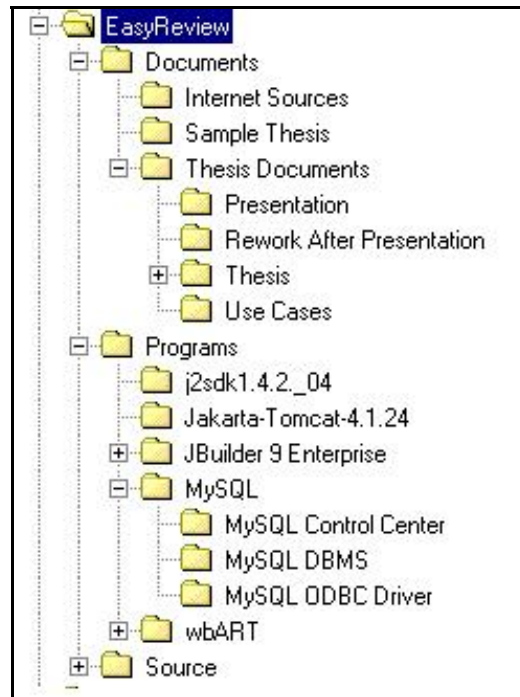 EasyReview
Documents
Internet Sources
Sample Thesis
Thesis Documents
Presentation
Rework After Presentation
Thesis
Use Cases
Programs
j2sdk1.4.2._04
Jakarta-Tomcat-4.1.24
JBuilder 9 Enterprise
MySQL
MySQL Control Center
MySQL DBMS
MySQL ODBC Driver
wbART
Source